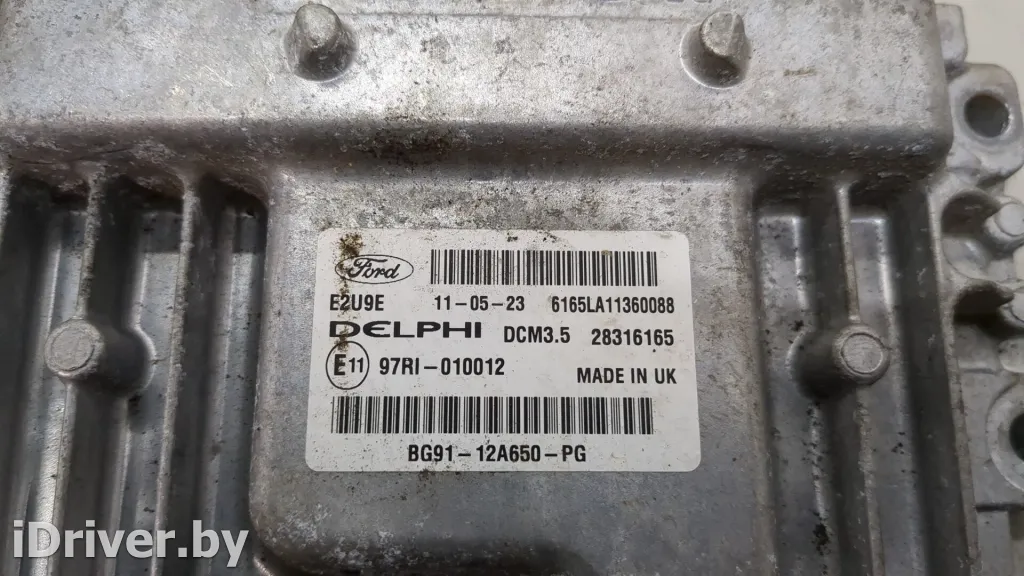 Ford
E2U9E 11-05-23 6165LA11360088
DELPHI DCM3.5 28316165
E11 97RI-010012 MADE IN UK
BG91-12A650-PG
iDriver.by